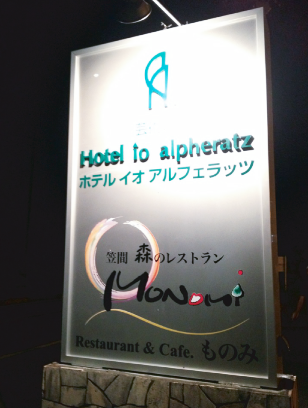 Hotel Io alpheratz
ホテル イオ アルフェラッツ
笠間 森のレストラン
MONOMi
Restaurant & Cafe. ものみ